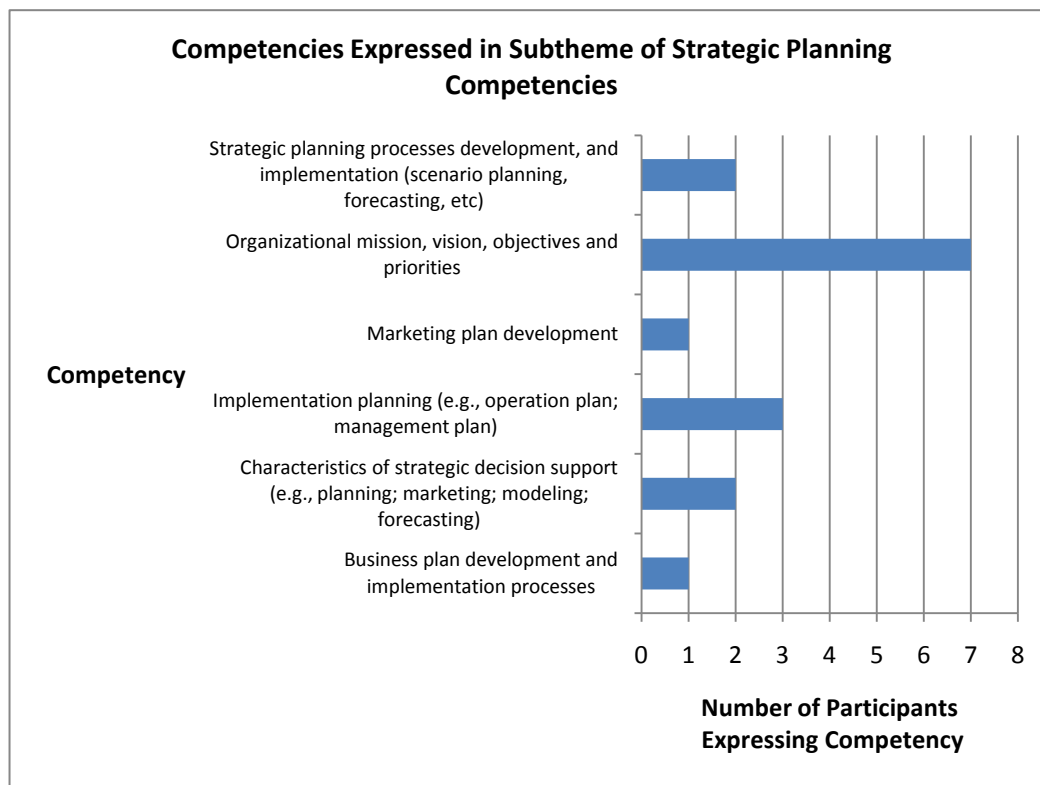 Competencies Expressed in Subtheme of Strategic Planning
Competencies
Strategic planning processes development, and
implementation (scenario planning,
forecasting, etc)
Organizational mission, vision, objectives and
priorities
Marketing plan development
Competency
Implementation planning (e.g., operation plan;
management plan)
Characteristics of strategic decision support
(e.g., planning; marketing; modeling;
forecasting)
Business plan development and
implementation processes
0 1 2 3 4 5 6 7 8
Number of Participants
Expressing Competency